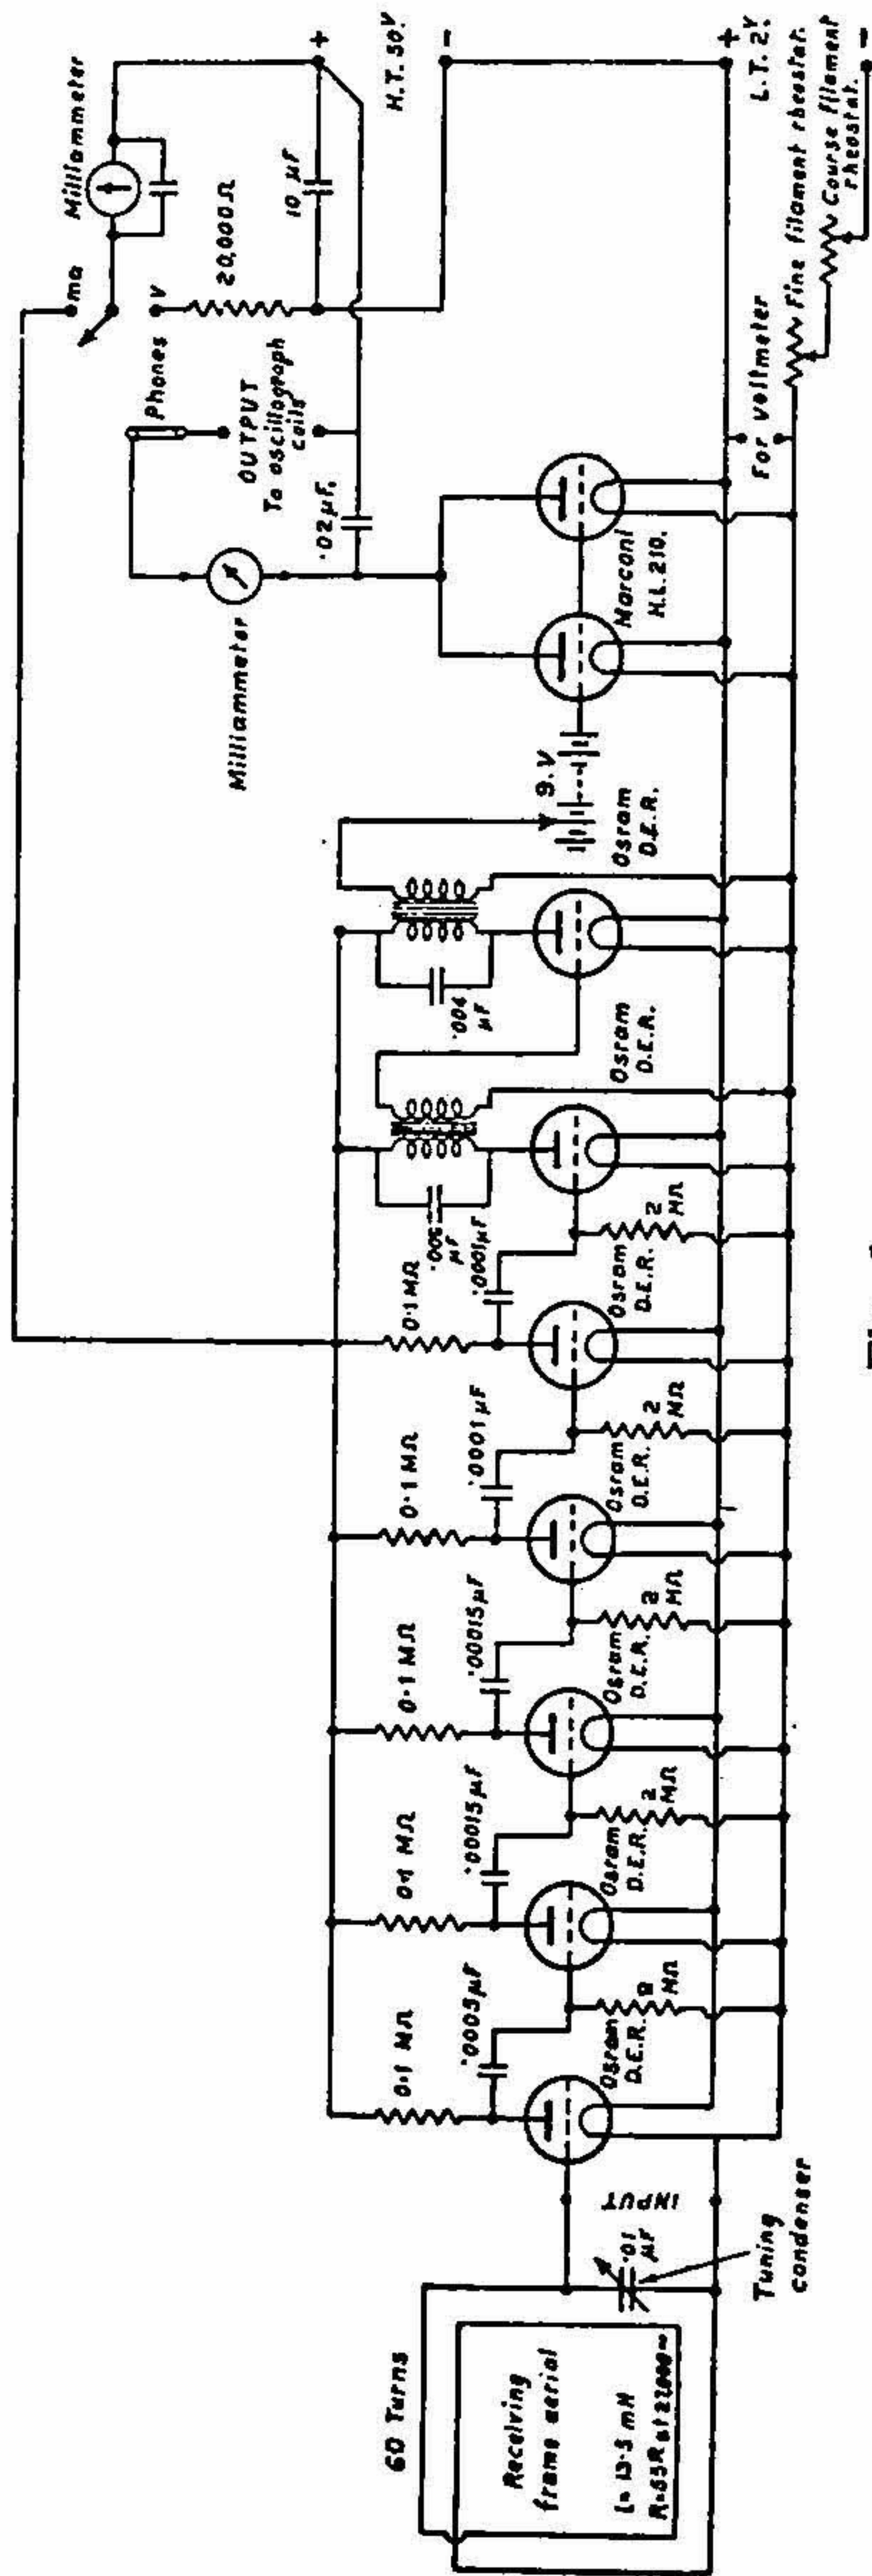 60 Turns
Receiving
frame aerial
L= 13·5 mH
INPUT
·01
μF
Tuning
condenser
0·1 MΩ
0·1 MΩ
0·1 MΩ
0·1 MΩ
0·1 MΩ
·0005μF
·00015μF
·00015μF
·0001μF
·0001μF
Osram
D.E.R.
2
MΩ
Osram
D.E.R.
2
MΩ
Osram
D.E.R.
2
MΩ
Osram
D.E.R.
2
MΩ
Osram
D.E.R.
2
MΩ
μF
·004
μF
Osram
D.E.R.
Osram
D.E.R.
9.V
Marconi
H.L.210.
Milliammeter
·02μF.
Phones
OUTPUT
To oscillograph
coils
ma
V
Milliammeter
20,000Ω
10 μF
+
H.T. 50V
-
+
L.T. 2V
-
For voltmeter
Fine filament rheostat.
Course filament
rheostat.